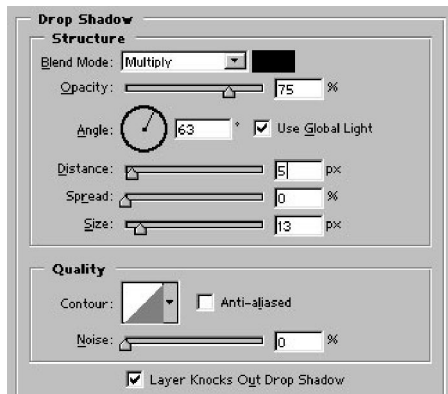 Drop Shadow
Structure
Blend Mode: Multiply
Opacity: 75 %
Angle: 63 ° Use Global Light
Distance: 5 px
Spread: 0 %
Size: 13 px
Quality
Contour: Anti-aliased
Noise: 0 %
Layer Knocks Out Drop Shadow